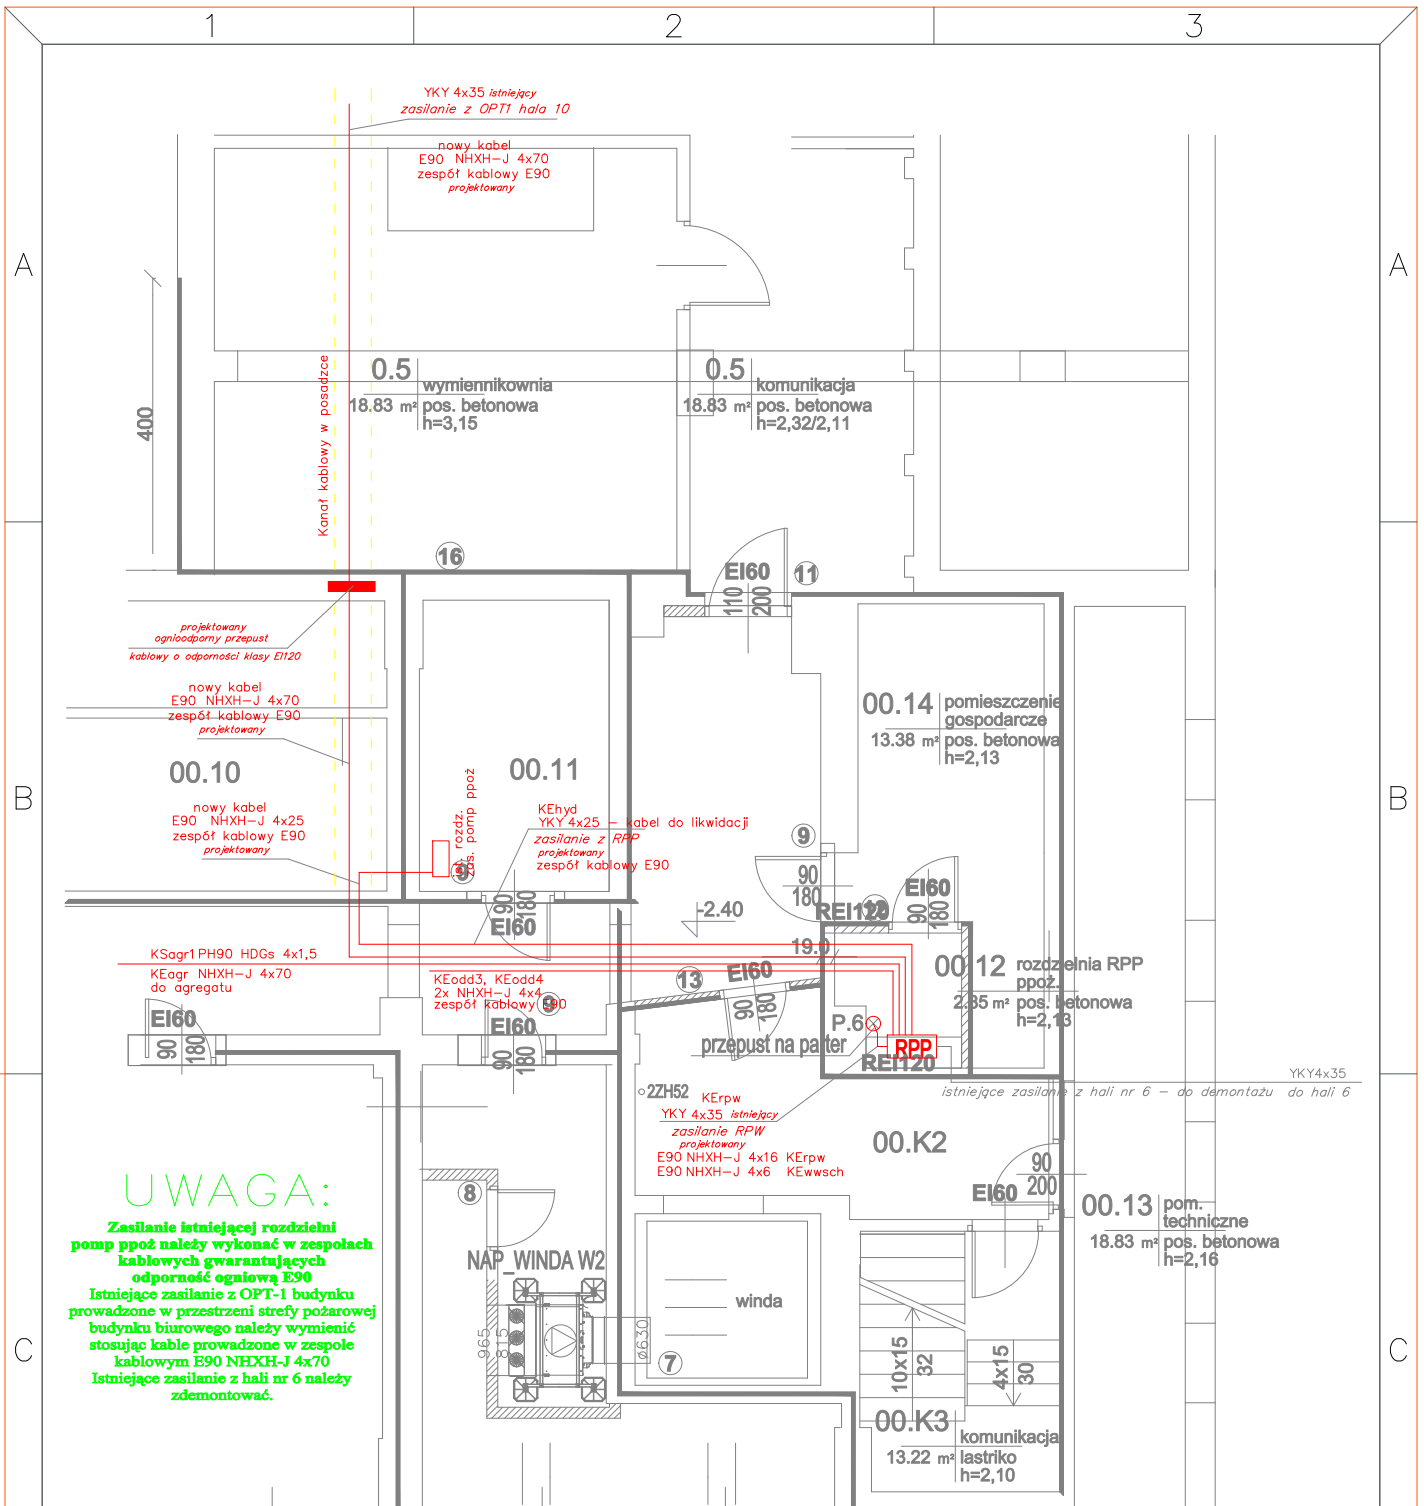 1
2
3
YKY 4x35 istniejący
zasilanie z OPT1 hala 10
nowy kabel
E90 NHXH-J 4x70
zespół kablowy E90
projektowany
A
A
Kanał kablowy w posadzce
400
0.5
wymiennikownia
18.83 m² pos. betonowa
h=3,15
0.5
komunikacja
18.83 m² pos. betonowa
h=2,32/2,11
16
EI60
11
110
200
projektowany
ognioodporny przepust
kablowy o odporności klasy EI120
nowy kabel
E90 NHXH-J 4x70
zespół kablowy E90
projektowany
00.14
pomieszczenie
gospodarcze
13.38 m² pos. betonowa
h=2,13
00.10
00.11
B
B
nowy kabel
E90 NHXH-J 4x25
zespół kablowy E90
projektowany
rozdz.
zas. pomp ppoż
KEhyd
YKY 4x25 - kabel do likwidacji
zasilanie z RPP
projektowany
zespół kablowy E90
9
90
180
EI60
90
180
-2.40
REI120
EI60
90
180
19.0
KSagr1 PH90 HDGs 4x1,5
KEagr NHXH-J 4x70
do agregatu
KEodd3, KEodd4
2x NHXH-J 4x4
zespół kablowy E90
13
EI60
90
180
00.12
rozdzielnia RPP
ppoż.
2.85 m² pos. betonowa
h=2,13
EI60
90
180
EI60
90
180
P.6
przepust na parter
RPP
REI120
YKY4x35
istniejące zasilanie z hali nr 6 - do demontażu do hali 6
2ZH52
KErpw
YKY 4x35 istniejący
zasilanie RPW
projektowany
E90 NHXH-J 4x16 KErpw
E90 NHXH-J 4x6 KEwwsch
00.K2
90
200
EI60
UWAGA:
Zasilanie istniejącej rozdzielni
pomp ppoż należy wykonać w zespołach
kablowych gwarantujących
odporność ogniową E90
Istniejące zasilanie z OPT-1 budynku
prowadzone w przestrzeni strefy pożarowej
budynku biurowego należy wymienić
stosując kable prowadzone w zespole
kablowym E90 NHXH-J 4x70
Istniejące zasilanie z hali nr 6 należy
zdemontować.
8
NAP_WINDA W2
965
815
ø630
7
winda
00.13
pom.
techniczne
18.83 m² pos. betonowa
h=2,16
C
C
10x15
32
4x15
30
00.K3
komunikacja
13.22 m² lastriko
h=2,10